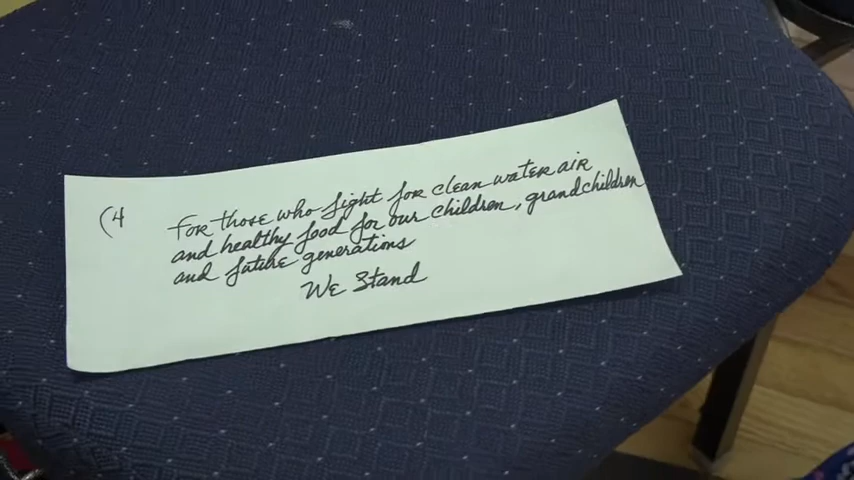 (4 For those who fight for clean water air
and healthy food for our children, grandchildren
and future generations
We Stand